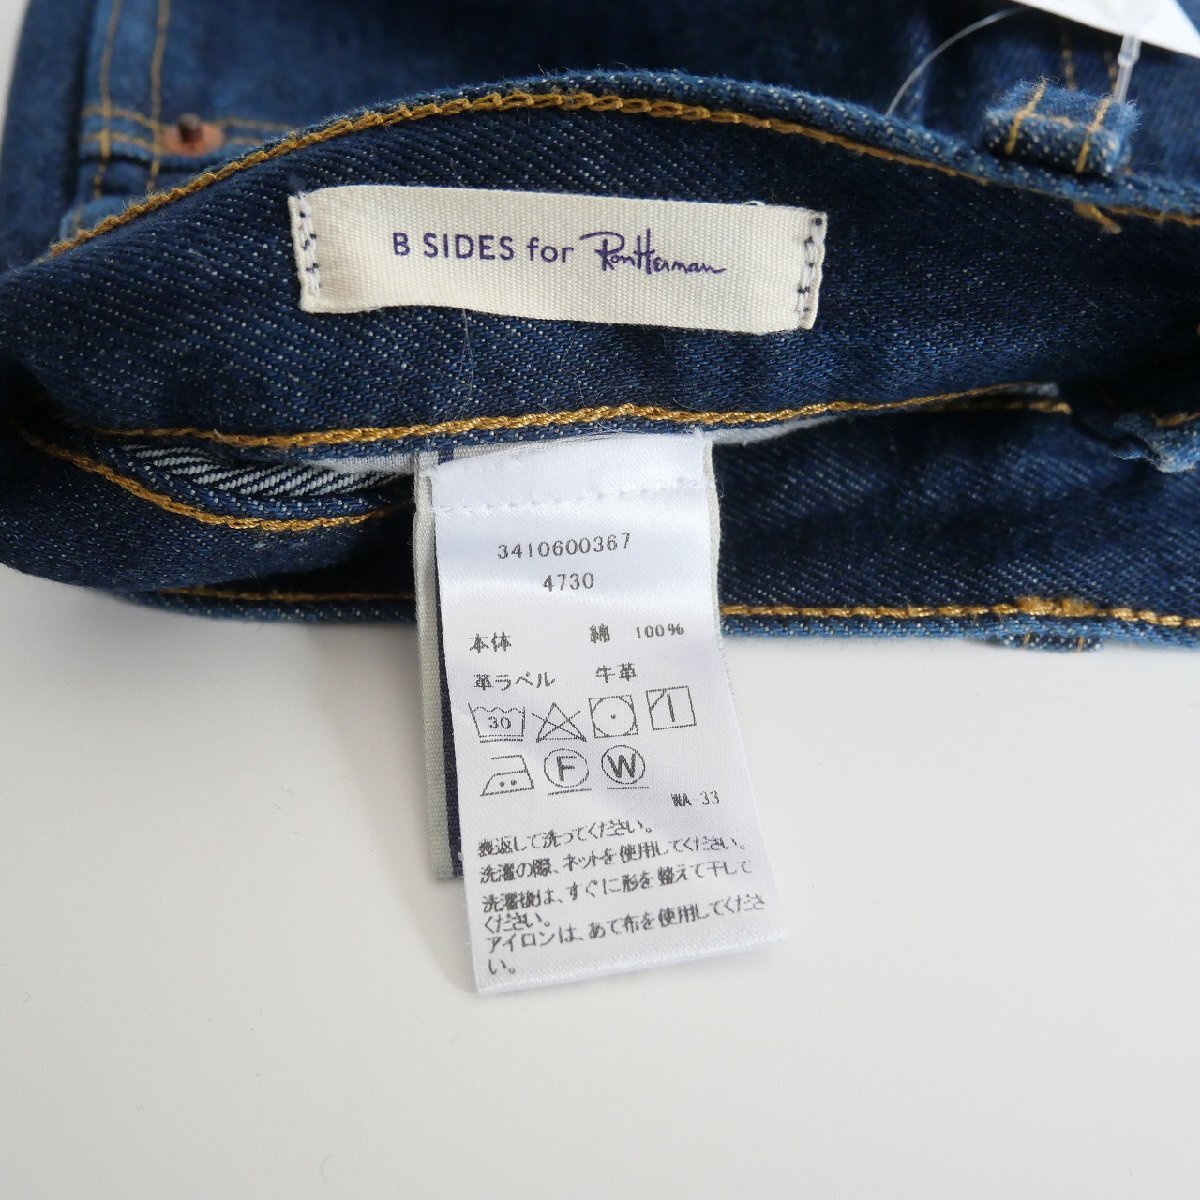 B SIDES for Ron Herman
3410600367
4730
本体 綿 100%
革ラベル 牛革
30
F W
WA 33
裏返して洗ってください。
洗濯の際、ネットを使用してください。
洗濯後は、すぐに形を整えて干して
ください。
アイロンは、あて布を使用してくださ
い。